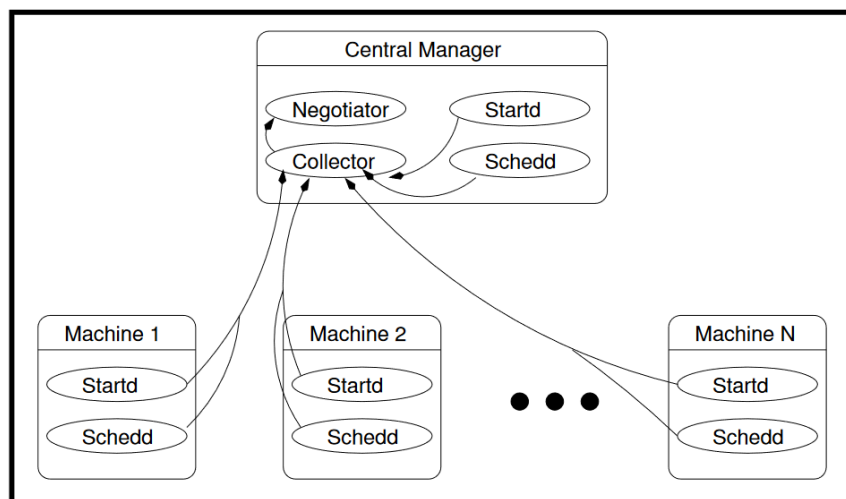 Central Manager
Negotiator
Startd
Collector
Schedd
Machine 1
Machine 2
Machine N
Startd
Startd
Startd
Schedd
Schedd
Schedd